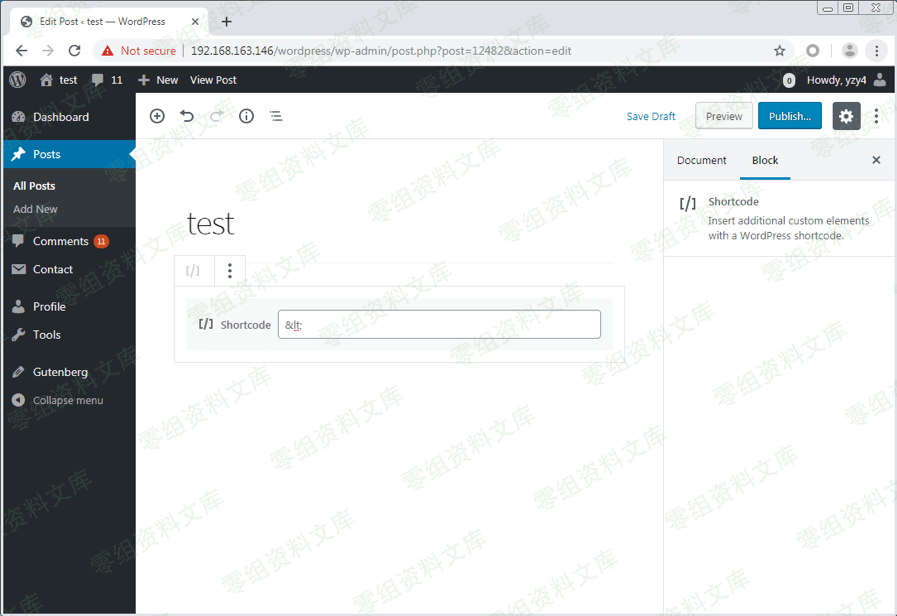 Edit Post ‹ test — WordPress
Not secure | 192.168.163.146/wordpress/wp-admin/post.php?post=12482&action=edit
test 11 New View Post 0 Howdy, yzy4
Dashboard
Posts
All Posts
Add New
Comments 11
Contact
Profile
Tools
Gutenberg
Collapse menu
Save Draft Preview Publish...
test
[/]
[/] Shortcode &lt;
Document Block
[/] Shortcode
Insert additional custom elements
with a WordPress shortcode.
零组资料文库